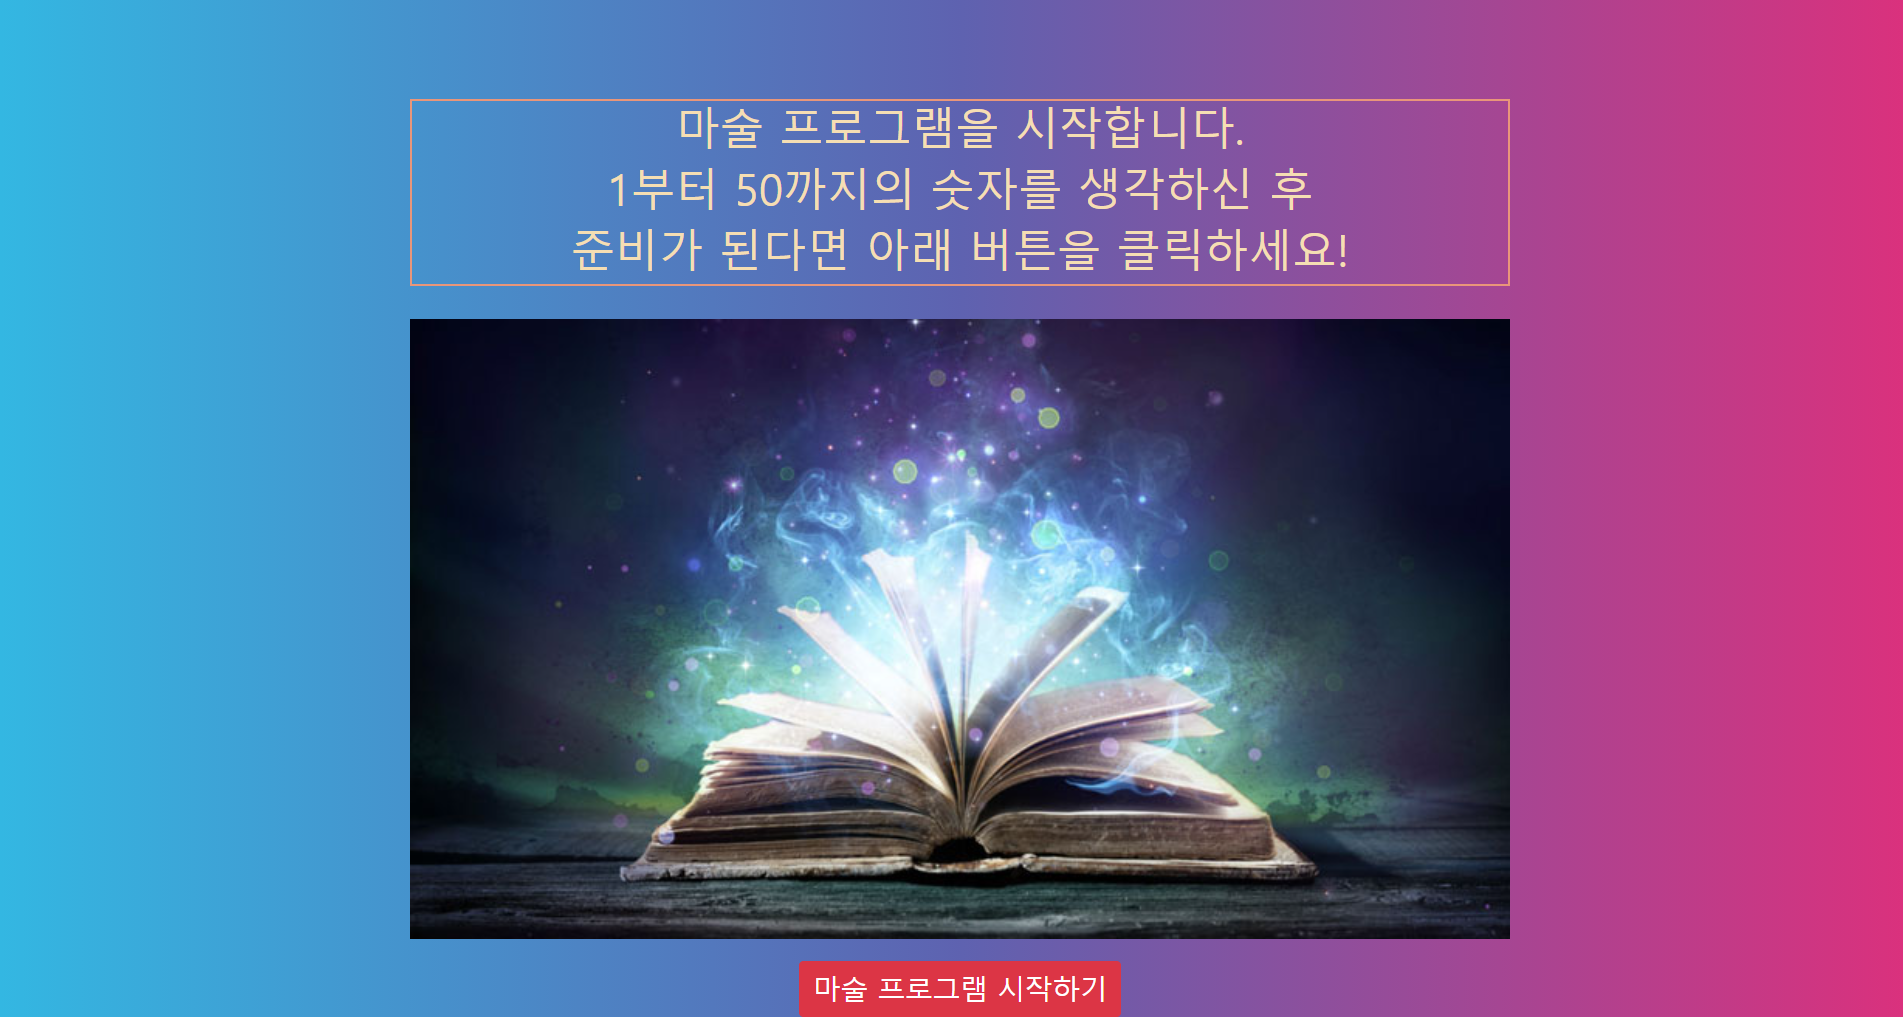 마술 프로그램을 시작합니다.
1부터 50까지의 숫자를 생각하신 후
준비가 된다면 아래 버튼을 클릭하세요!
마술 프로그램 시작하기